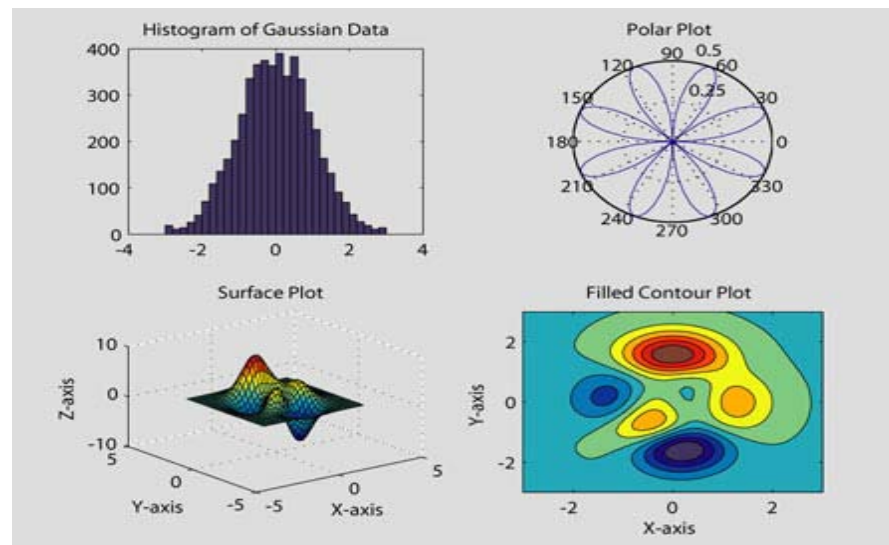 Histogram of Gaussian Data
400
300
200
100
0
-4 -2 0 2 4
Polar Plot
90 0.5
120 60
0.25
150 30
180 0
210 330
240 300
270
Surface Plot
Z-axis
10
0
-10
5
0
-5
Y-axis
-5
0
5
X-axis
Filled Contour Plot
Y-axis
2
0
-2
-2 0 2
X-axis